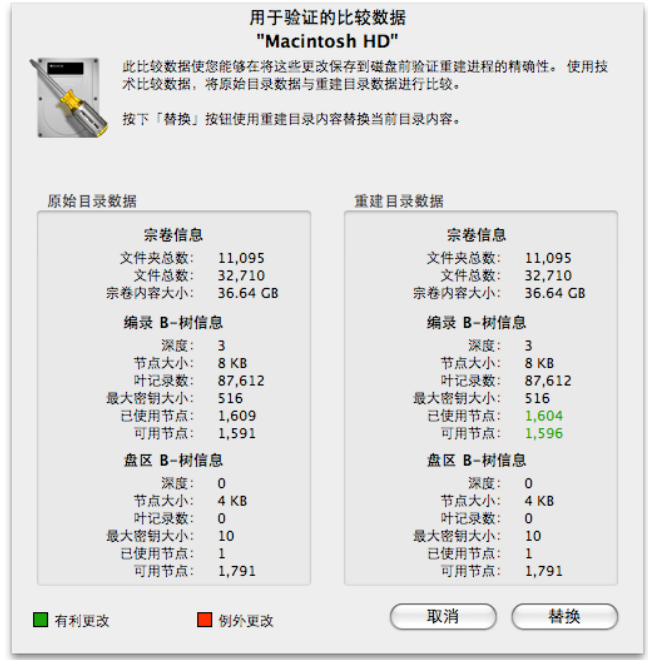 用于验证的比较数据
"Macintosh HD"
此比较数据使您能够在将这些更改保存到磁盘前验证重建进程的精确性。 使用技
术比较数据，将原始目录数据与重建目录数据进行比较。
按下「替换」按钮使用重建目录内容替换当前目录内容。
原始目录数据
宗卷信息
文件夹总数： 11,095
文件总数： 32,710
宗卷内容大小： 36.64 GB
编录 B-树信息
深度： 3
节点大小： 8 KB
叶记录数： 87,612
最大密钥大小： 516
已使用节点： 1,609
可用节点： 1,591
盘区 B-树信息
深度： 0
节点大小： 4 KB
叶记录数： 0
最大密钥大小： 10
已使用节点： 1
可用节点： 1,791
重建目录数据
宗卷信息
文件夹总数： 11,095
文件总数： 32,710
宗卷内容大小： 36.64 GB
编录 B-树信息
深度： 3
节点大小： 8 KB
叶记录数： 87,612
最大密钥大小： 516
已使用节点： 1,604
可用节点： 1,596
盘区 B-树信息
深度： 0
节点大小： 4 KB
叶记录数： 0
最大密钥大小： 10
已使用节点： 1
可用节点： 1,791
有利更改
例外更改
取消
替换